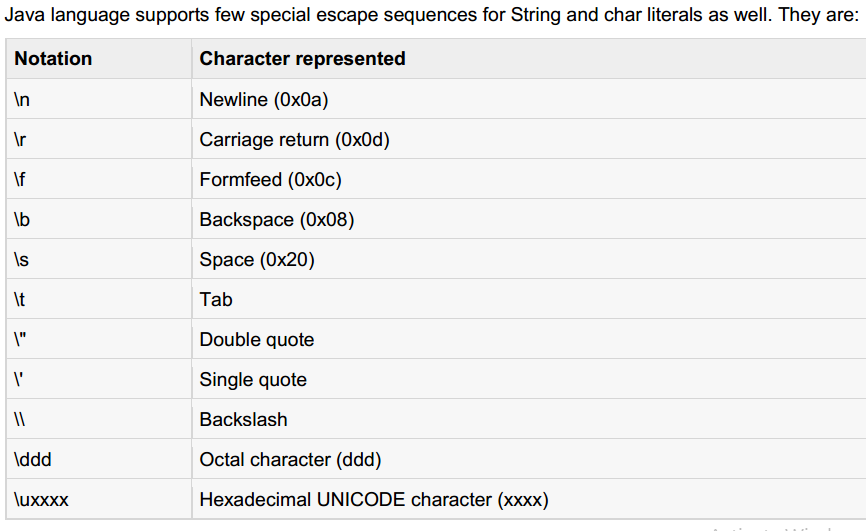 Java language supports few special escape sequences for String and char literals as well. They are:
Notation Character represented
\n Newline (0x0a)
\r Carriage return (0x0d)
\f Formfeed (0x0c)
\b Backspace (0x08)
\s Space (0x20)
\t Tab
\" Double quote
\' Single quote
\\ Backslash
\ddd Octal character (ddd)
\uxxxx Hexadecimal UNICODE character (xxxx)